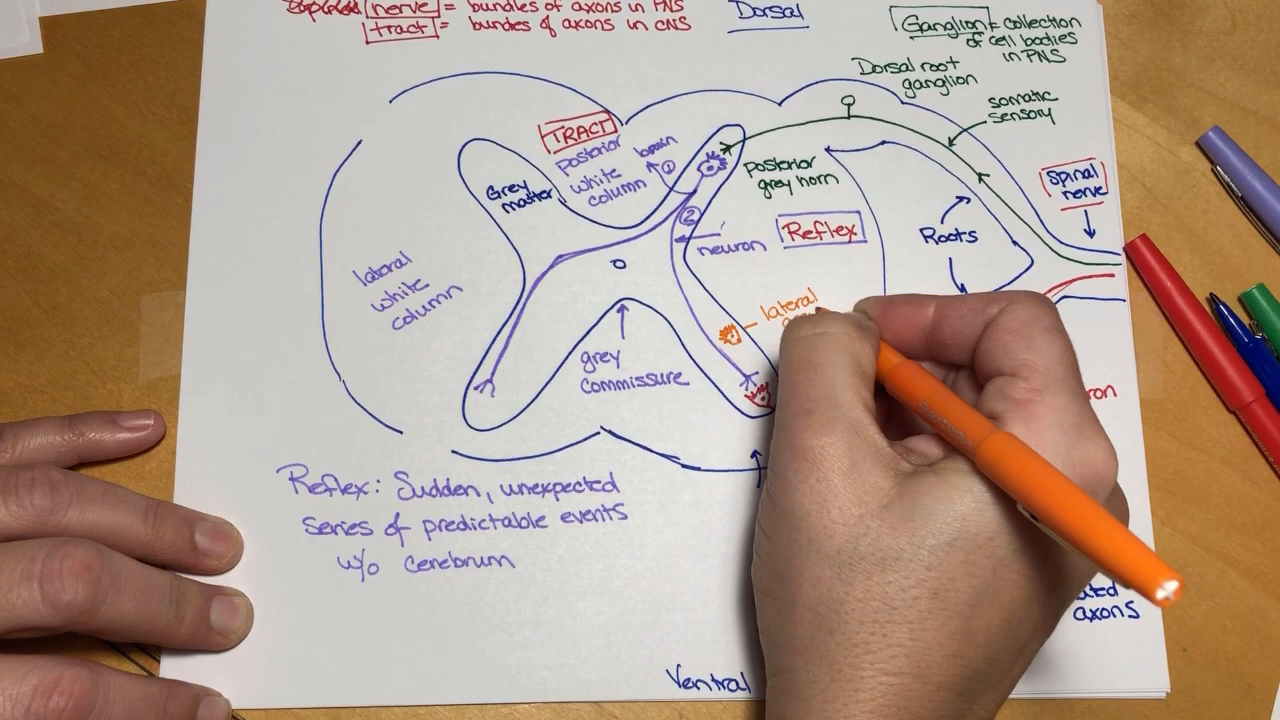 nerve = bundles of axons in PNS
tract = bundles of axons in CNS
Dorsal
Ganglion = collection
of cell bodies
in PNS
Dorsal root
ganglion
somatic
sensory
TRACT
Posterior
white
column
brain
1
Grey
matter
posterior
grey horn
Spinal
nerve
2
neuron
Reflex
Roots
lateral
white
column
lateral
grey
commissure
Reflex: Sudden, unexpected
series of predictable events
w/o cerebrum
axons
Ventral